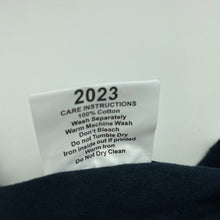 2023
CARE INSTRUCTIONS
100% Cotton
Wash Separately
Warm Machine Wash
Don't Bleach
Do not Tumble Dry
Iron inside out if printed
Warm Iron
Do Not Dry Clean